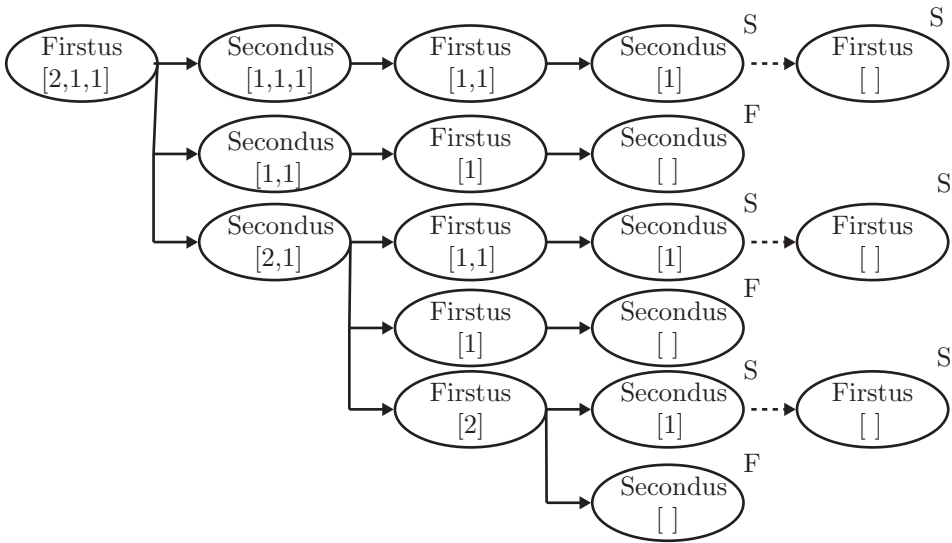 S
S
Firstus
[2,1,1]
Secondus
[1,1,1]
Firstus
[1,1]
Secondus
[1]
Firstus
[ ]
F
Secondus
[1,1]
Firstus
[1]
Secondus
[ ]
S
S
Secondus
[2,1]
Firstus
[1,1]
Secondus
[1]
Firstus
[ ]
F
Firstus
[1]
Secondus
[ ]
S
S
Firstus
[2]
Secondus
[1]
Firstus
[ ]
F
Secondus
[ ]